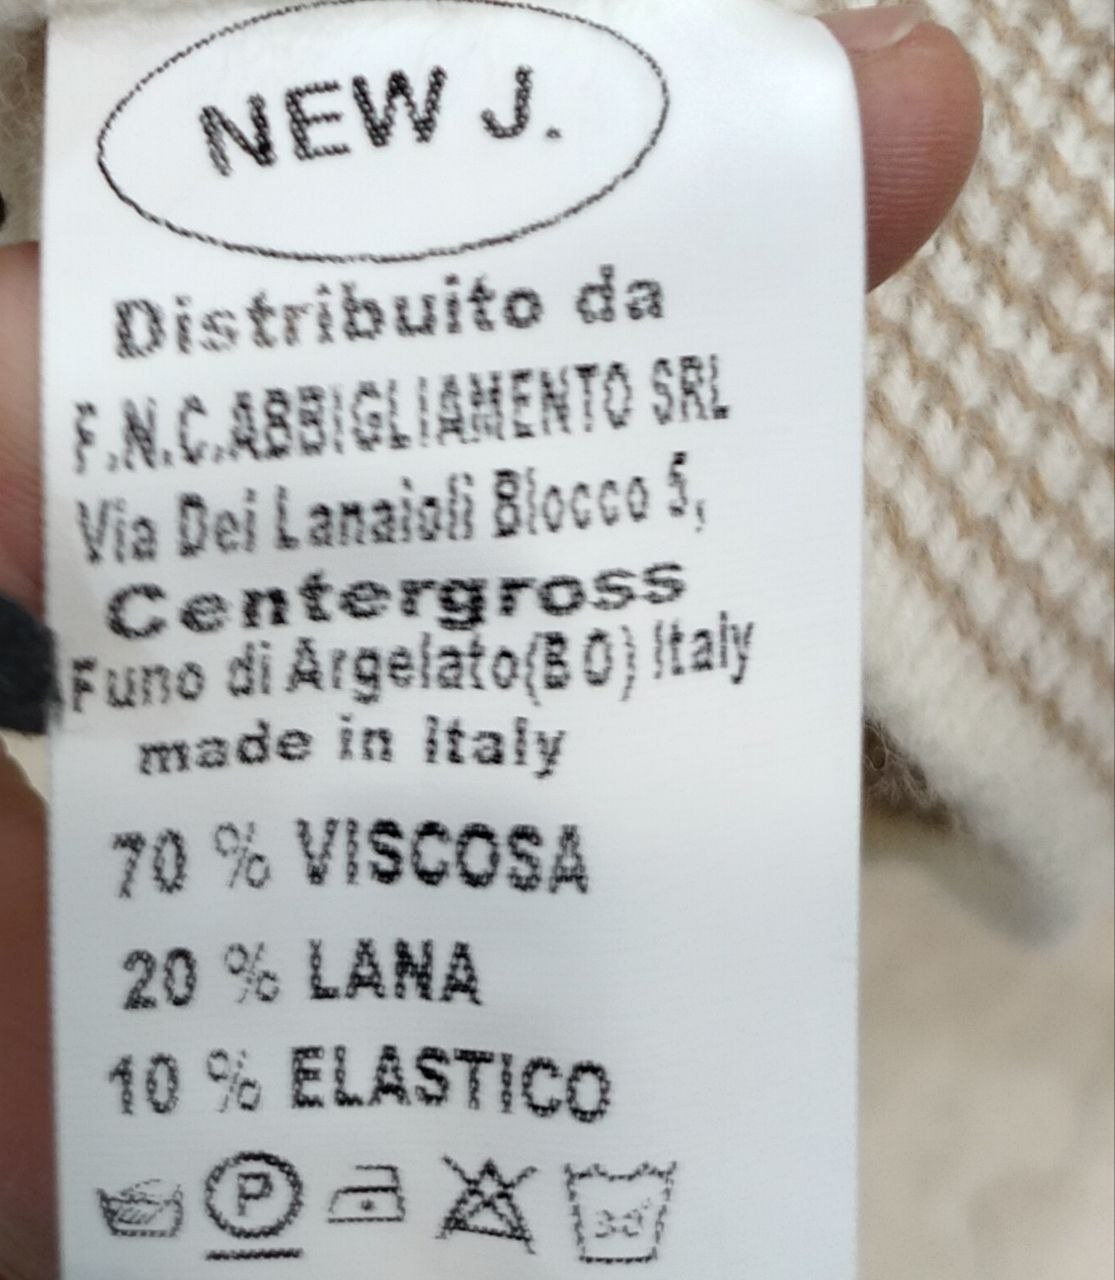 NEW J.
Distribuito da
F.N.C.ABBIGLIAMENTO SRL
Via Dei Lanaioli Blocco 5,
Centergross
Funo di Argelato(BO) Italy
made in Italy
70 % VISCOSA
20 % LANA
10 % ELASTICO
P